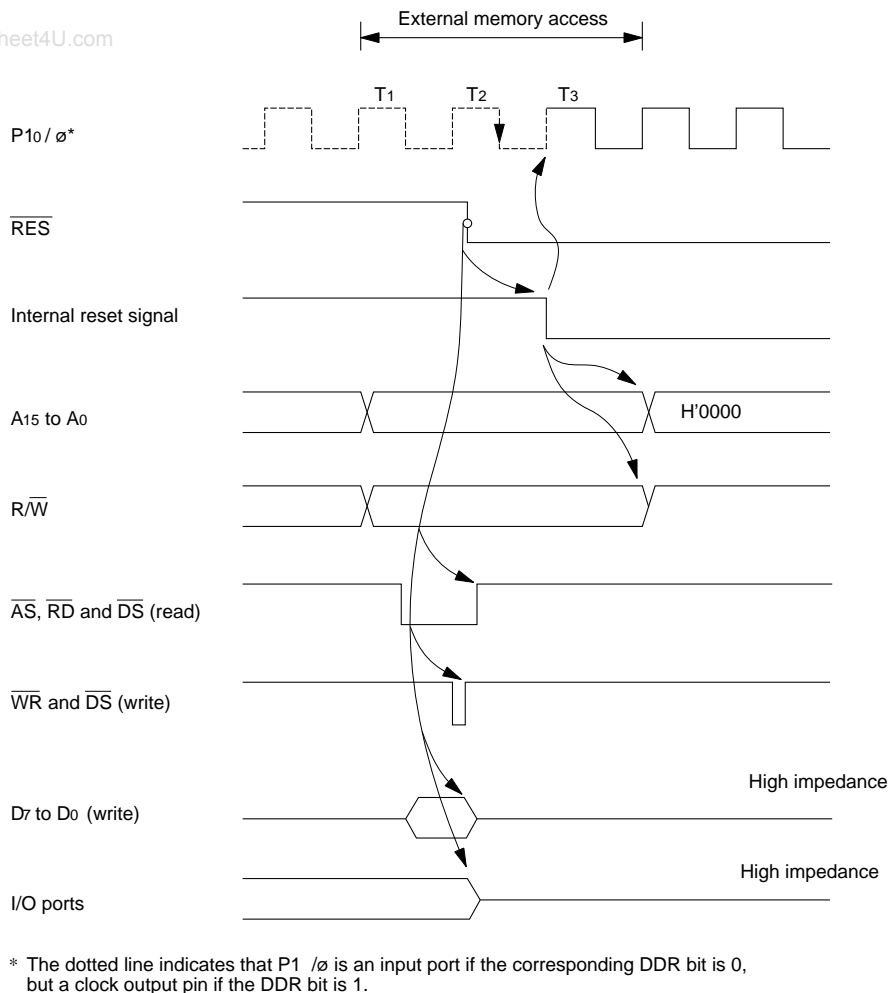 External memory access
heet4U.com
T1 T2 T3
P10 / ø*
RES
Internal reset signal
A15 to A0
H'0000
R/W
AS, RD and DS (read)
WR and DS (write)
High impedance
D7 to D0 (write)
High impedance
I/O ports
* The dotted line indicates that P1 /ø is an input port if the corresponding DDR bit is 0,
but a clock output pin if the DDR bit is 1.